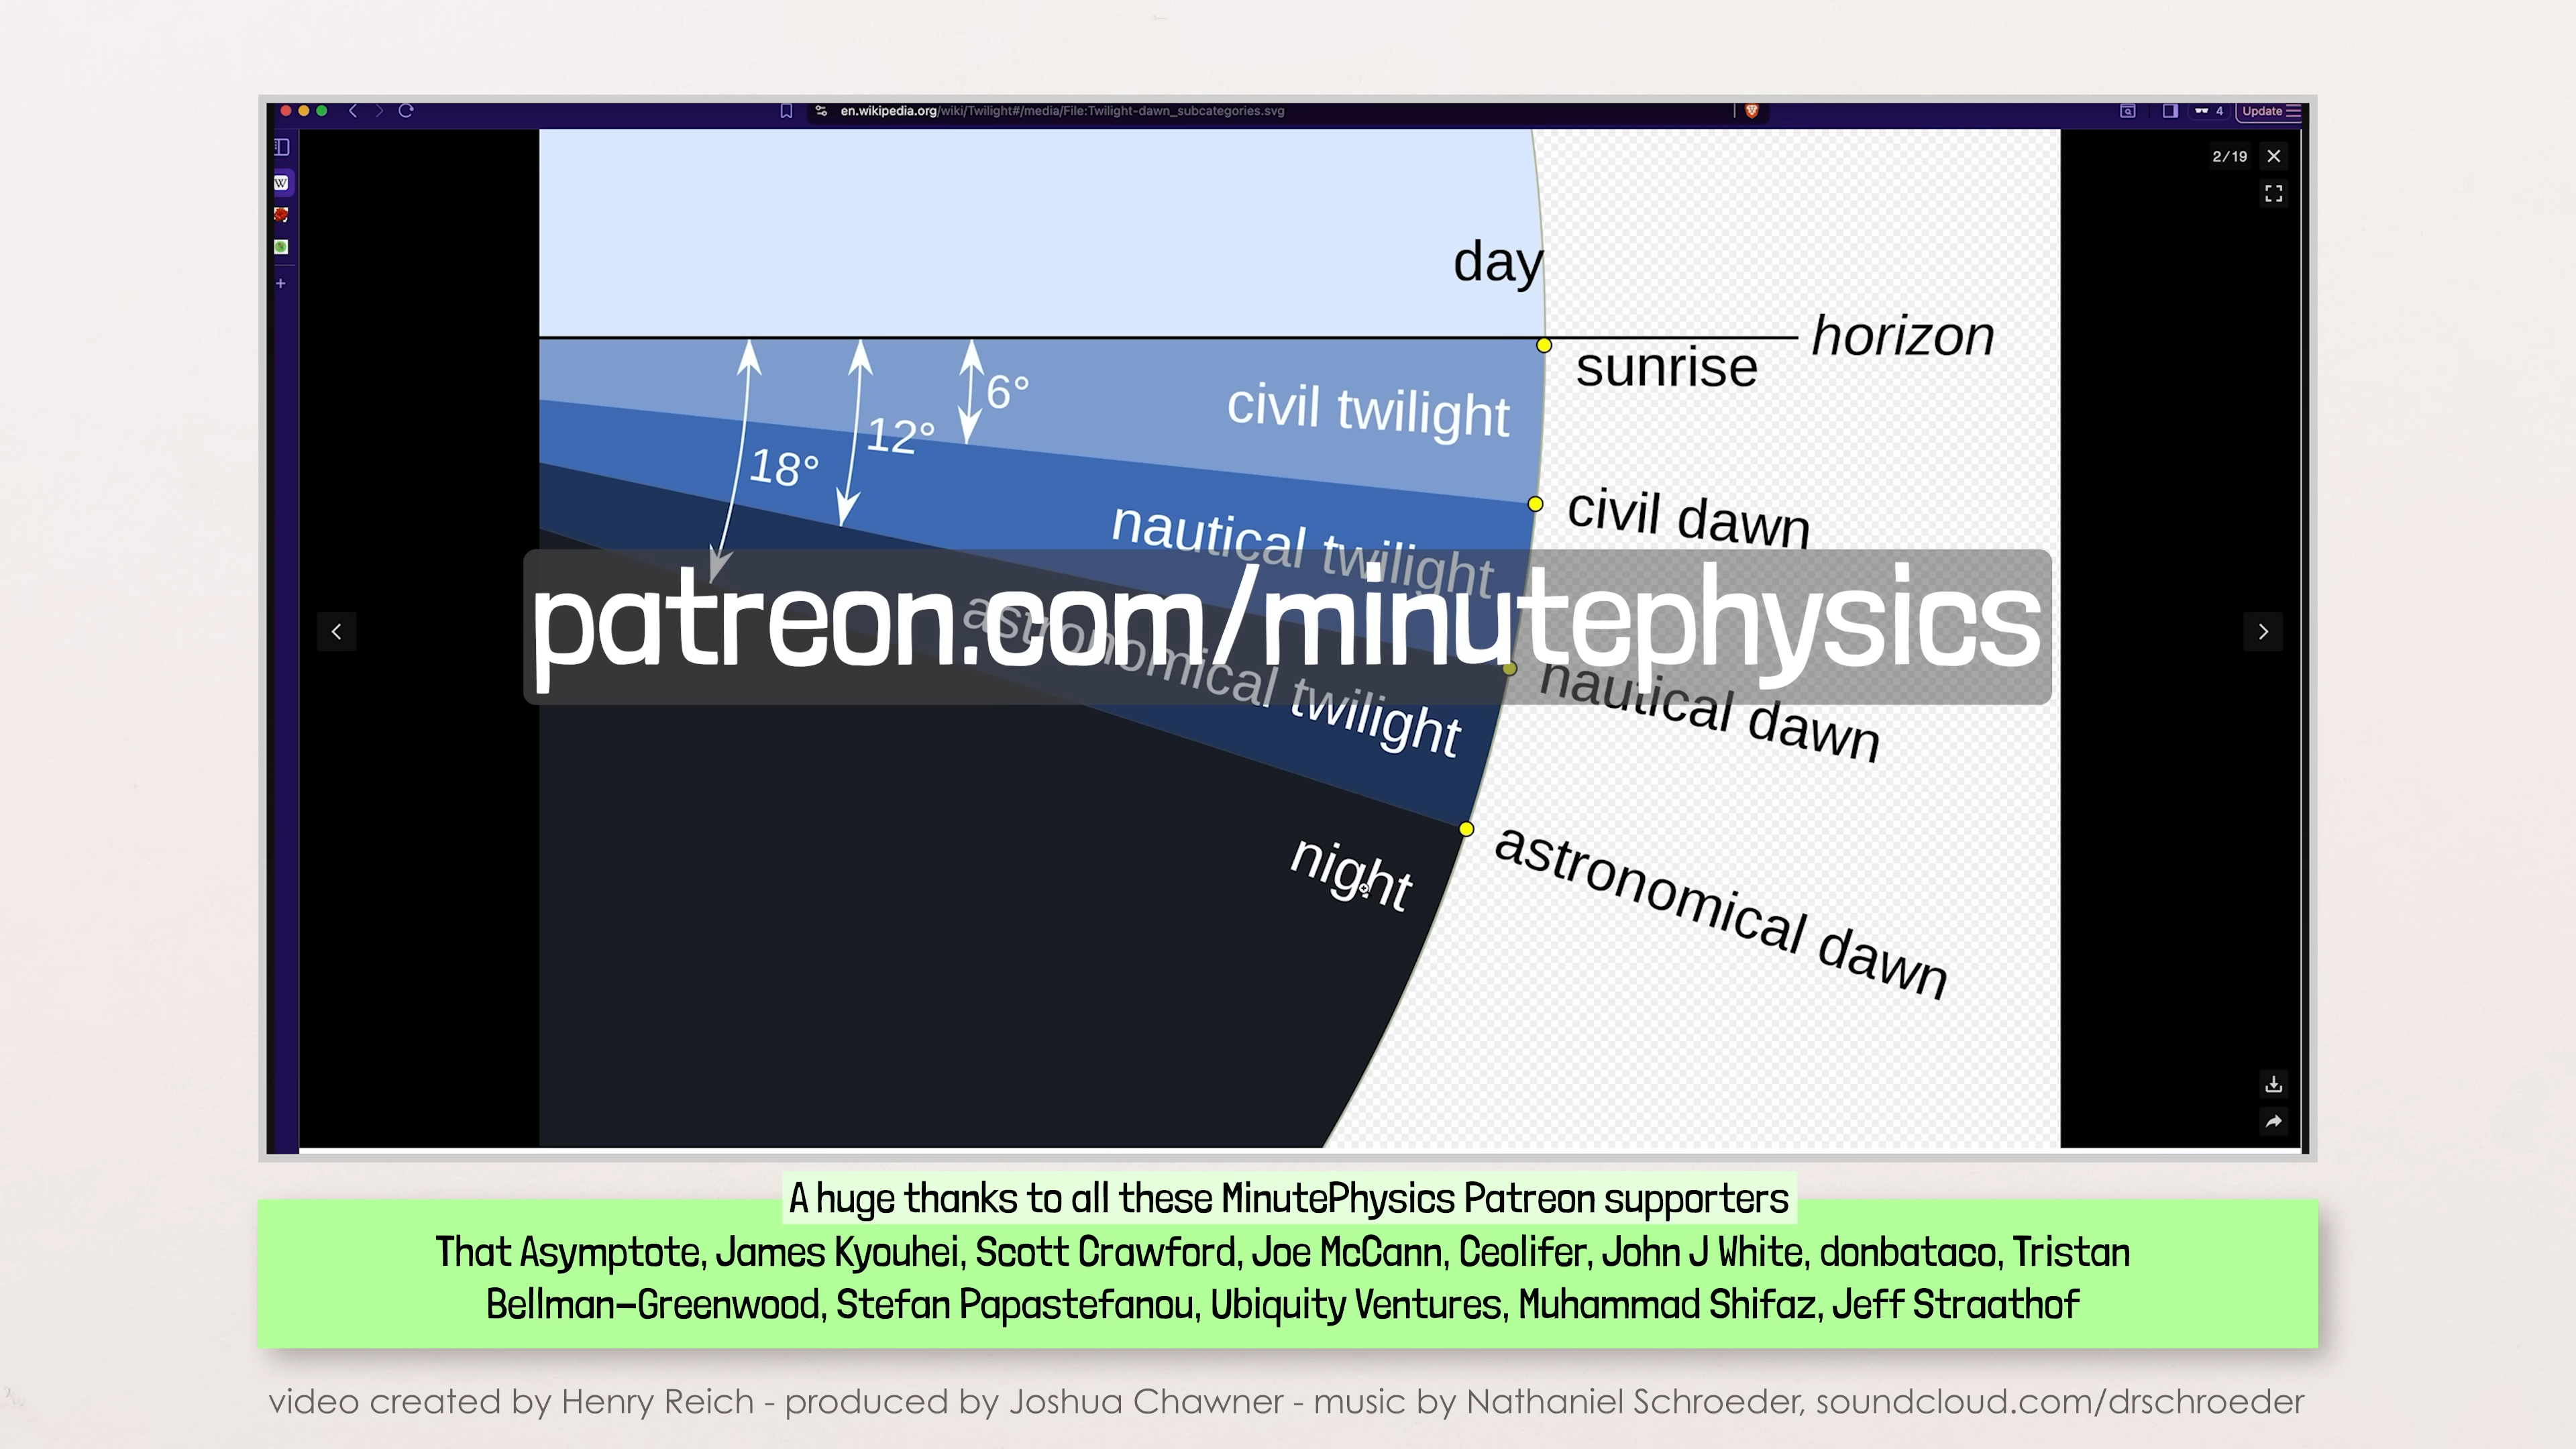 en.wikipedia.org/wiki/Twilight#/media/File:Twilight-dawn_subcategories.svg
4
Update
W
2/19
day
horizon
sunrise
6°
civil twilight
12°
18°
civil dawn
nautical twilight
patreon.com/minutephysics
astronomical twilight
nautical dawn
night
astronomical dawn
A huge thanks to all these MinutePhysics Patreon supporters
That Asymptote, James Kyouhei, Scott Crawford, Joe McCann, Ceolifer, John J White, donbataco, Tristan
Bellman-Greenwood, Stefan Papastefanou, Ubiquity Ventures, Muhammad Shifaz, Jeff Straathof
video created by Henry Reich - produced by Joshua Chawner - music by Nathaniel Schroeder, soundcloud.com/drschroeder